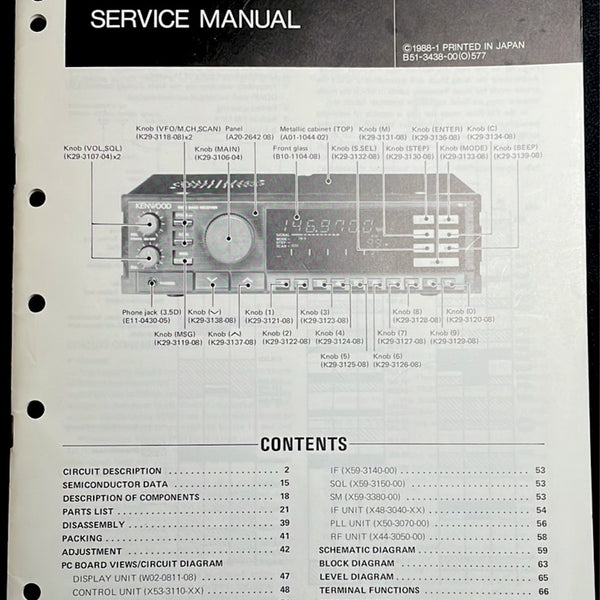 SERVICE MANUAL
©1988-1 PRINTED IN JAPAN
B51-3438-00(O)577
Knob (VOL,SQL)
(K29-3107-04)x2
Knob (VFO/M.CH,SCAN)
(K29-3118-08)x2
Panel
(A20-2642 08)
Metallic cabinet (TOP)
(A01-1044-02)
Knob (M)
(K29-3131-08)
Knob (ENTER)
(K29-3136-08)
Knob (C)
(K29-3134-08)
Knob (MAIN)
(K29-3106-04)
Front glass
(B10-1104-08)
Knob (S.SEL)
(K29-3132-08)
Knob (STEP)
(K29-3130-08)
Knob (MODE)
(K29-3133-08)
Knob (BEEP)
(K29-3139-08)
KENWOOD
146.9700
Phone jack (3.5D)
(E11-0430-05)
Knob (﹀)
(K29-3138-08)
Knob (1)
(K29-3121-08)
Knob (3)
(K29-3123-08)
Knob (8)
(K29-3128-08)
Knob (0)
(K29-3120-08)
Knob (MSG)
(K29-3119-08)
Knob (︿)
(K29-3137-08)
Knob (2)
(K29-3122-08)
Knob (4)
(K29-3124-08)
Knob (7)
(K29-3127-08)
Knob (9)
(K29-3129-08)
Knob (5)
(K29-3125-08)
Knob (6)
(K29-3126-08)
CONTENTS
CIRCUIT DESCRIPTION . . . . . . . . . . . . . . . . 2
SEMICONDUCTOR DATA . . . . . . . . . . . . . . . 15
DESCRIPTION OF COMPONENTS . . . . . . . . . . 18
PARTS LIST . . . . . . . . . . . . . . . . . . . . . 21
DISASSEMBLY . . . . . . . . . . . . . . . . . . . . 39
PACKING . . . . . . . . . . . . . . . . . . . . . . 41
ADJUSTMENT . . . . . . . . . . . . . . . . . . . . 42
PC BOARD VIEWS/CIRCUIT DIAGRAM
DISPLAY UNIT (W02-0811-08) . . . . . . . . . . . 47
CONTROL UNIT (X53-3110-XX) . . . . . . . . . . . 48
IF (X59-3140-00) . . . . . . . . . . . . . . . . . . 53
SQL (X59-3150-00) . . . . . . . . . . . . . . . . . 53
SM (X59-3380-00) . . . . . . . . . . . . . . . . . . 53
IF UNIT (X48-3040-XX) . . . . . . . . . . . . . . . 54
PLL UNIT (X50-3070-00) . . . . . . . . . . . . . . 56
RF UNIT (X44-3050-00) . . . . . . . . . . . . . . . 58
SCHEMATIC DIAGRAM . . . . . . . . . . . . . . . . 59
BLOCK DIAGRAM . . . . . . . . . . . . . . . . . . . 63
LEVEL DIAGRAM . . . . . . . . . . . . . . . . . . . 65
TERMINAL FUNCTIONS . . . . . . . . . . . . . . . . 66